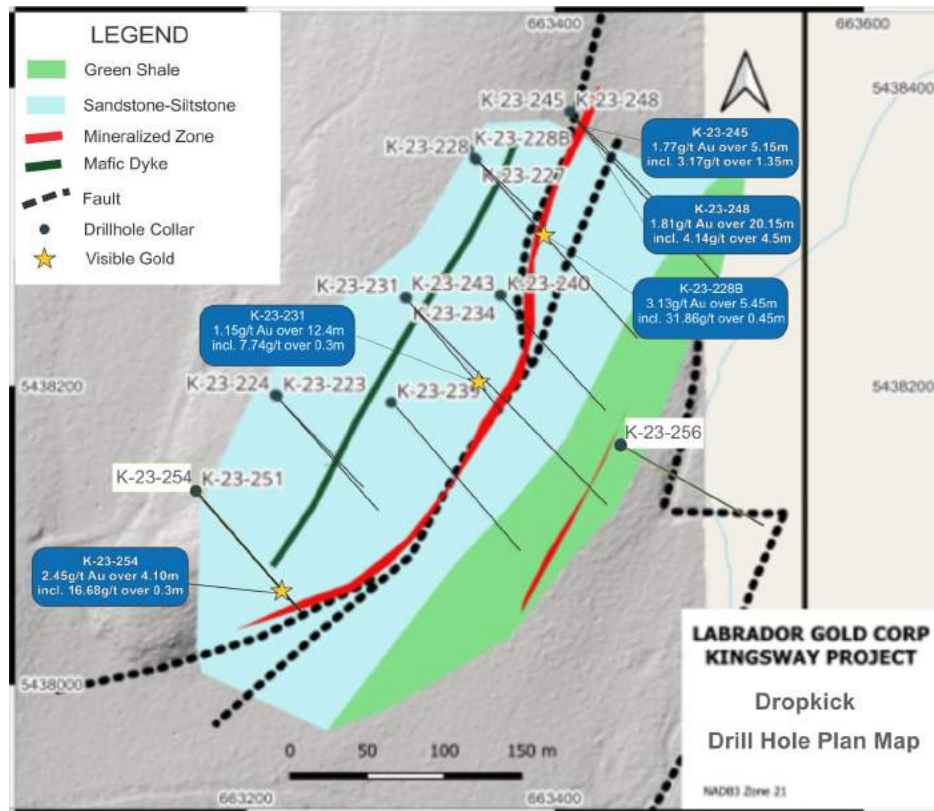 663400
663600
LEGEND
Green Shale
Sandstone-Siltstone
Mineralized Zone
Mafic Dyke
Fault
Drillhole Collar
Visible Gold
5438400
K-23-245
K-23-248
K-23-245
1.77g/t Au over 5.15m
incl. 3.17g/t over 1.35m
K-23-228
K-23-228B
K-23-227
K-23-248
1.81g/t Au over 20.15m
incl. 4.14g/t over 4.5m
K-23-228B
3.13g/t Au over 5.45m
incl. 31.86g/t over 0.45m
K-23-231
K-23-243
K-23-240
K-23-234
K-23-231
1.15g/t Au over 12.4m
incl. 7.74g/t over 0.3m
5438200
5438200
K-23-224
K-23-223
K-23-239
K-23-256
K-23-254
K-23-251
K-23-254
2.45g/t Au over 4.10m
incl. 16.68g/t over 0.3m
5438000
LABRADOR GOLD CORP
KINGSWAY PROJECT
Dropkick
Drill Hole Plan Map
NAD83 Zone 21
0 50 100 150 m
663200
663400